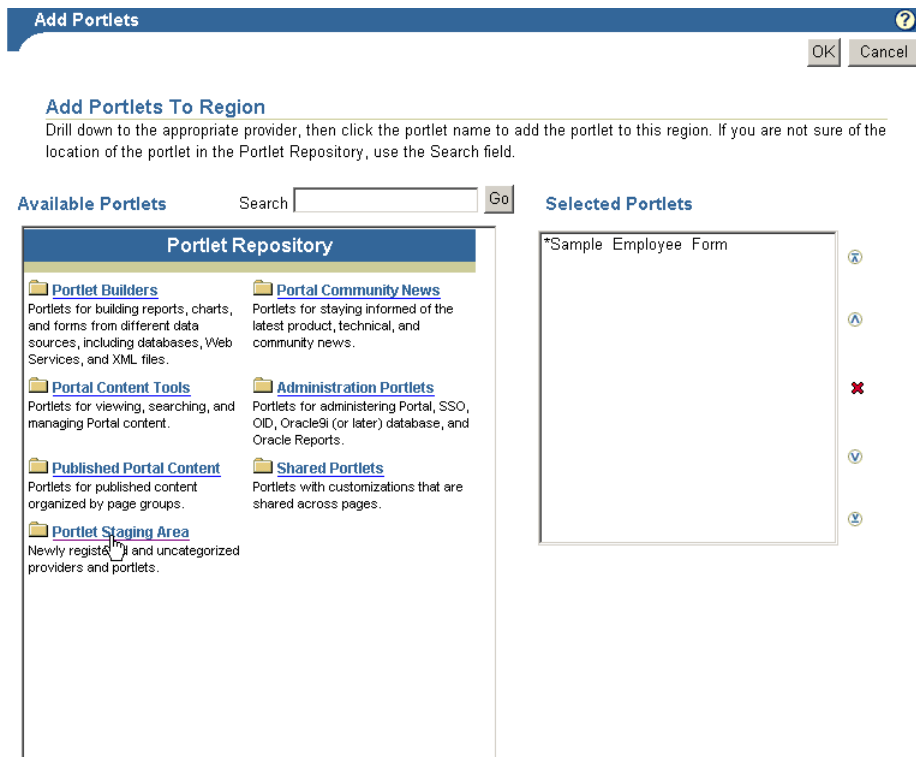 Add Portlets
?
OK Cancel
Add Portlets To Region
Drill down to the appropriate provider, then click the portlet name to add the portlet to this region. If you are not sure of the
location of the portlet in the Portlet Repository, use the Search field.
Available Portlets Search Go
Portlet Repository
Portlet Builders
Portlets for building reports, charts,
and forms from different data
sources, including databases, Web
Services, and XML files.
Portal Community News
Portlets for staying informed of the
latest product, technical, and
community news.
Portal Content Tools
Portlets for viewing, searching, and
managing Portal content.
Administration Portlets
Portlets for administering Portal, SSO,
OID, Oracle9i (or later) database, and
Oracle Reports.
Published Portal Content
Portlets for published content
organized by page groups.
Shared Portlets
Portlets with customizations that are
shared across pages.
Portlet Staging Area
Newly registered and uncategorized
providers and portlets.
Selected Portlets
*Sample Employee Form